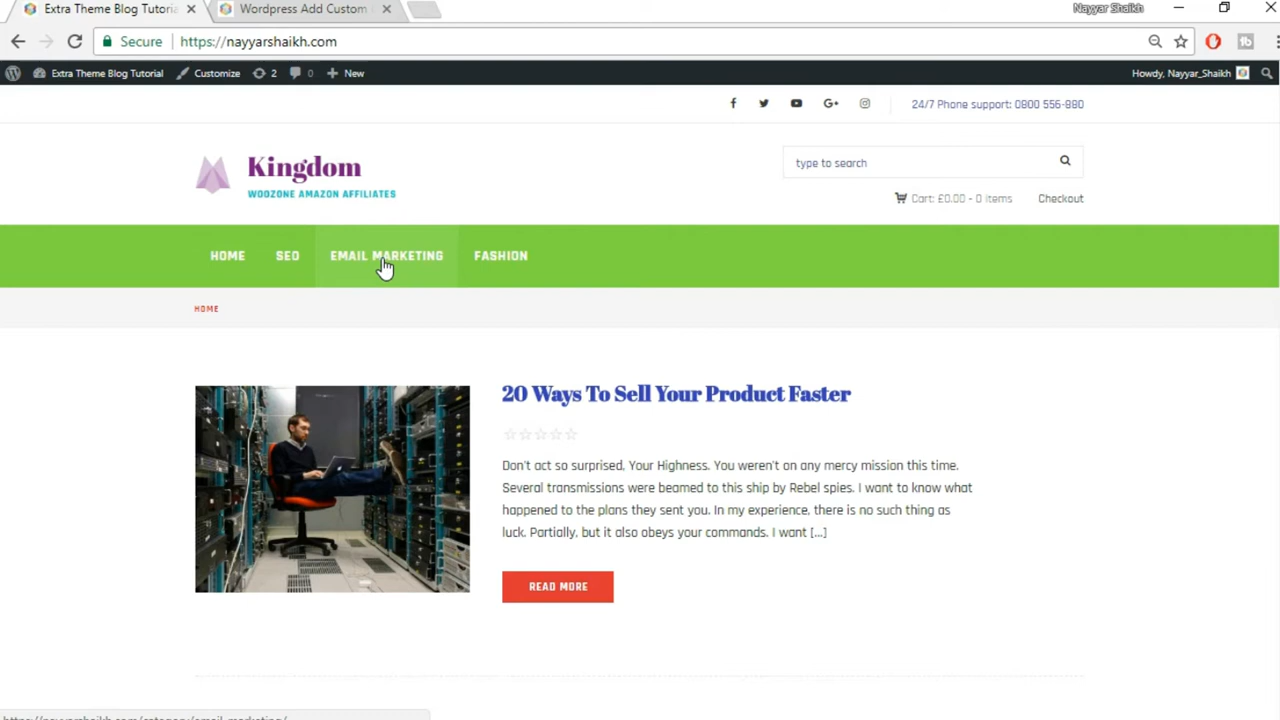 Extra Theme Blog Tutoria
Wordpress Add Custom
Nayyar Shaikh
Secure
https://nayyarshaikh.com
Extra Theme Blog Tutorial
Customize
2
0
New
Howdy, Nayyar_Shaikh
24/7 Phone support: 0800 556-880
Kingdom
WOOZONE AMAZON AFFILIATES
type to search
Cart: £0.00 - 0 items
Checkout
HOME
SEO
EMAIL MARKETING
FASHION
HOME
20 Ways To Sell Your Product Faster
Don't act so surprised, Your Highness. You weren't on any mercy mission this time.
Several transmissions were beamed to this ship by Rebel spies. I want to know what
happened to the plans they sent you. In my experience, there is no such thing as
luck. Partially, but it also obeys your commands. I want [...]
READ MORE